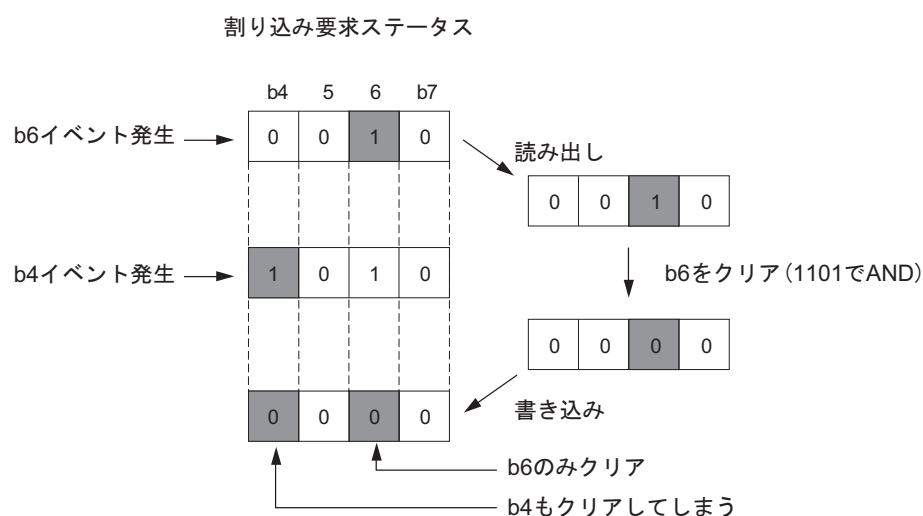 割り込み要求ステータス
b4 5 6 b7
b6イベント発生
0 0 1 0
読み出し
0 0 1 0
b4イベント発生
1 0 1 0
b6をクリア(1101でAND)
0 0 0 0
書き込み
0 0 0 0
b6のみクリア
b4もクリアしてしまう